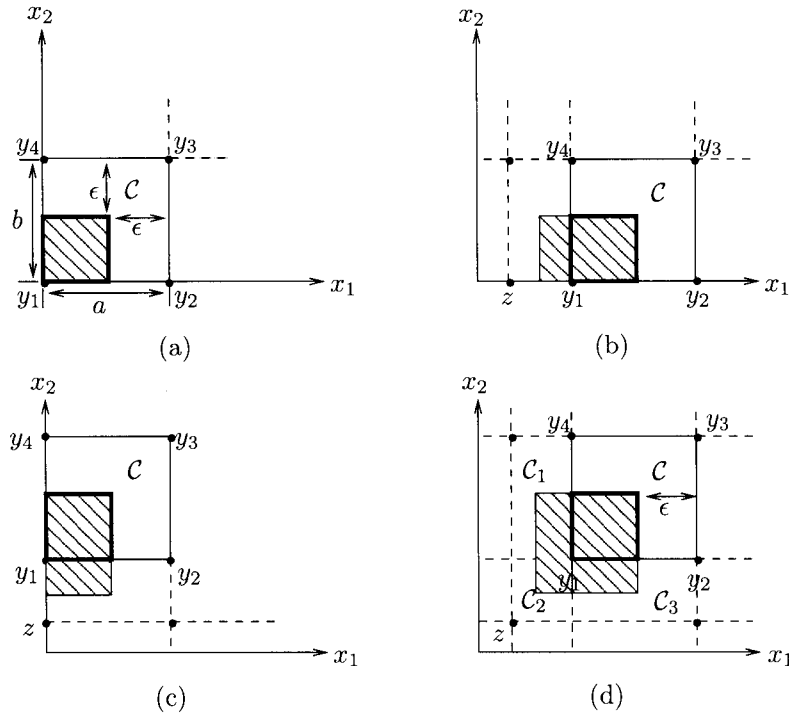 x₂
x₂
y₄
y₃
ϵ
𝒞
ϵ
b
y₁
a
y₂
x₁
(a)
y₄
y₃
𝒞
z
y₁
y₂
x₁
(b)
x₂
x₂
y₄
y₃
𝒞
y₁
y₂
z
x₁
(c)
y₄
y₃
𝒞₁
𝒞
ϵ
y₁
y₂
𝒞₂
𝒞₃
z
x₁
(d)